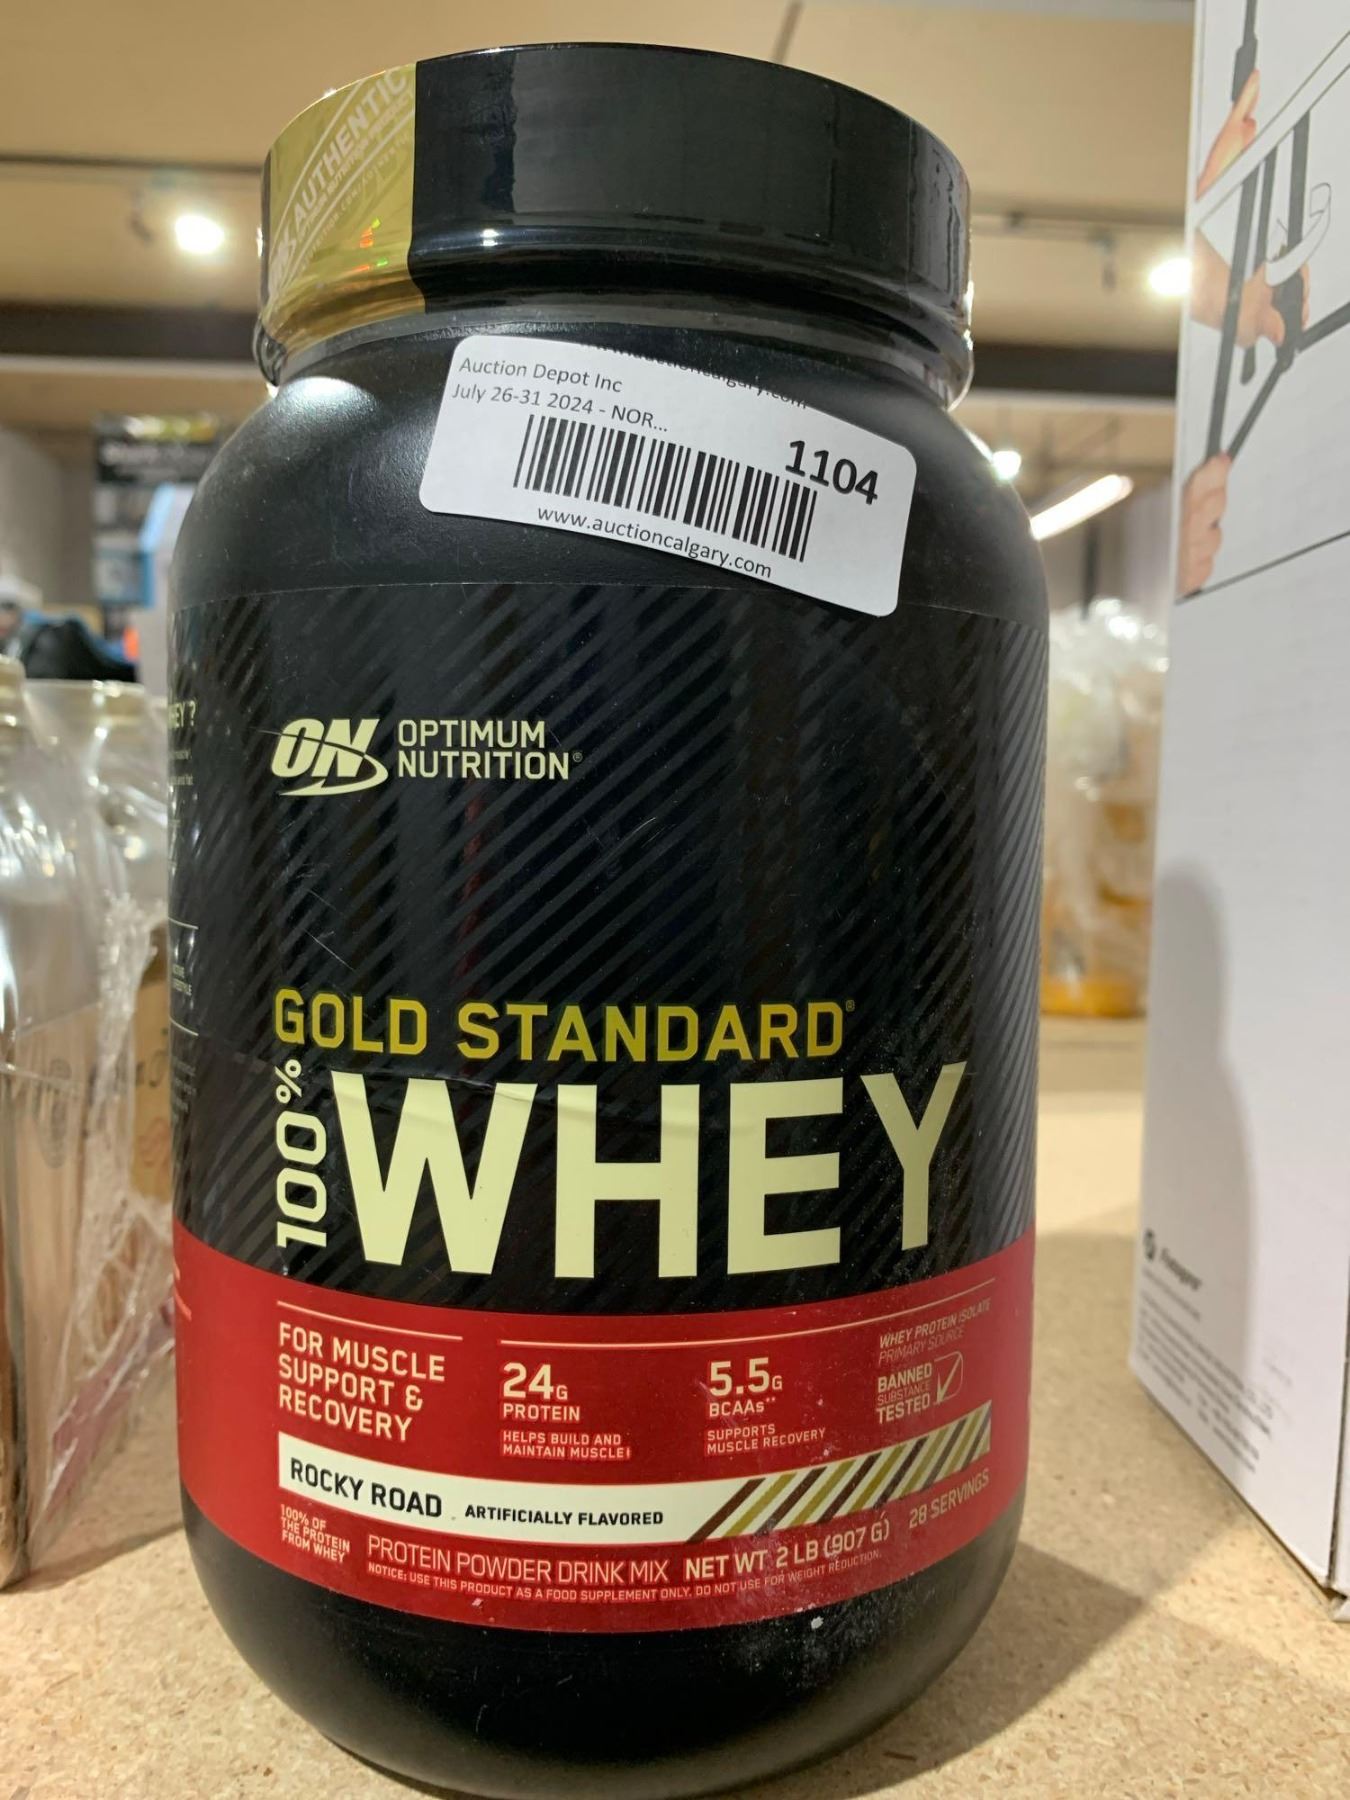 AUTHENTIC
Auction Depot Inc
July 26-31 2024 - NOR...
1104
www.auctioncalgary.com
HEY?
ON OPTIMUM
NUTRITION®
GOLD STANDARD®
100% WHEY
FOR MUSCLE
SUPPORT &
RECOVERY
24G
PROTEIN
HELPS BUILD AND
MAINTAIN MUSCLE
5.5G
BCAAs**
SUPPORTS
MUSCLE RECOVERY
WHEY PROTEIN ISOLATE
PRIMARY SOURCE
BANNED
SUBSTANCE
TESTED
ROCKY ROAD ARTIFICIALLY FLAVORED
100% OF
THE PROTEIN
FROM WHEY
PROTEIN POWDER DRINK MIX NET WT 2 LB (907 G) 28 SERVINGS
NOTICE: USE THIS PRODUCT AS A FOOD SUPPLEMENT ONLY. DO NOT USE FOR WEIGHT REDUCTION.